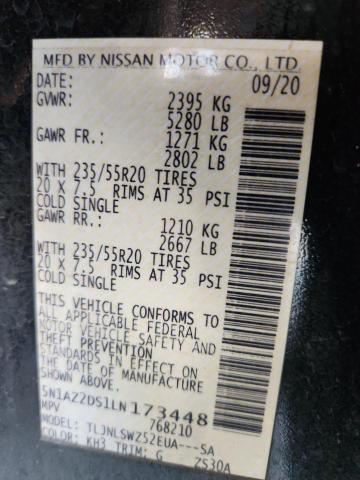 MFD BY NISSAN MOTOR CO., LTD.
DATE: 09/20
GVWR: 2395 KG
5280 LB
GAWR FR.: 1271 KG
2802 LB
WITH 235/55R20 TIRES
20 X 7.5 RIMS AT 35 PSI
COLD SINGLE
GAWR RR.: 1210 KG
2667 LB
WITH 235/55R20 TIRES
20 X 7.5 RIMS AT 35 PSI
COLD SINGLE
THIS VEHICLE CONFORMS TO
ALL APPLICABLE FEDERAL
MOTOR VEHICLE SAFETY AND
THEFT PREVENTION
STANDARDS IN EFFECT ON
THE DATE OF MANUFACTURE
5N1AZ2DS1LN173448
MPV 768210
MODEL: TLJNLSWZ52EUA---SA
COLOR: KH3 TRIM: G Z530A